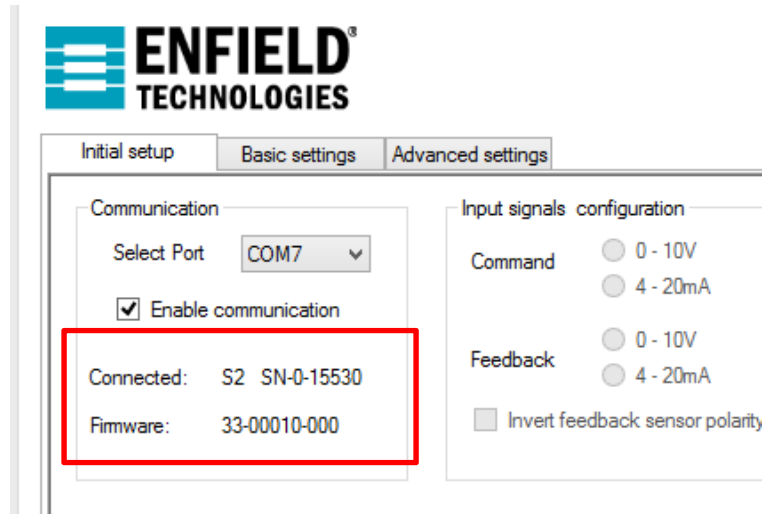 ENFIELD®
TECHNOLOGIES
Initial setup
Basic settings
Advanced settings
Communication
Select Port COM7
Enable communication
Connected: S2 SN-0-15530
Firmware: 33-00010-000
Input signals configuration
Command
0 - 10V
4 - 20mA
Feedback
0 - 10V
4 - 20mA
Invert feedback sensor polarity